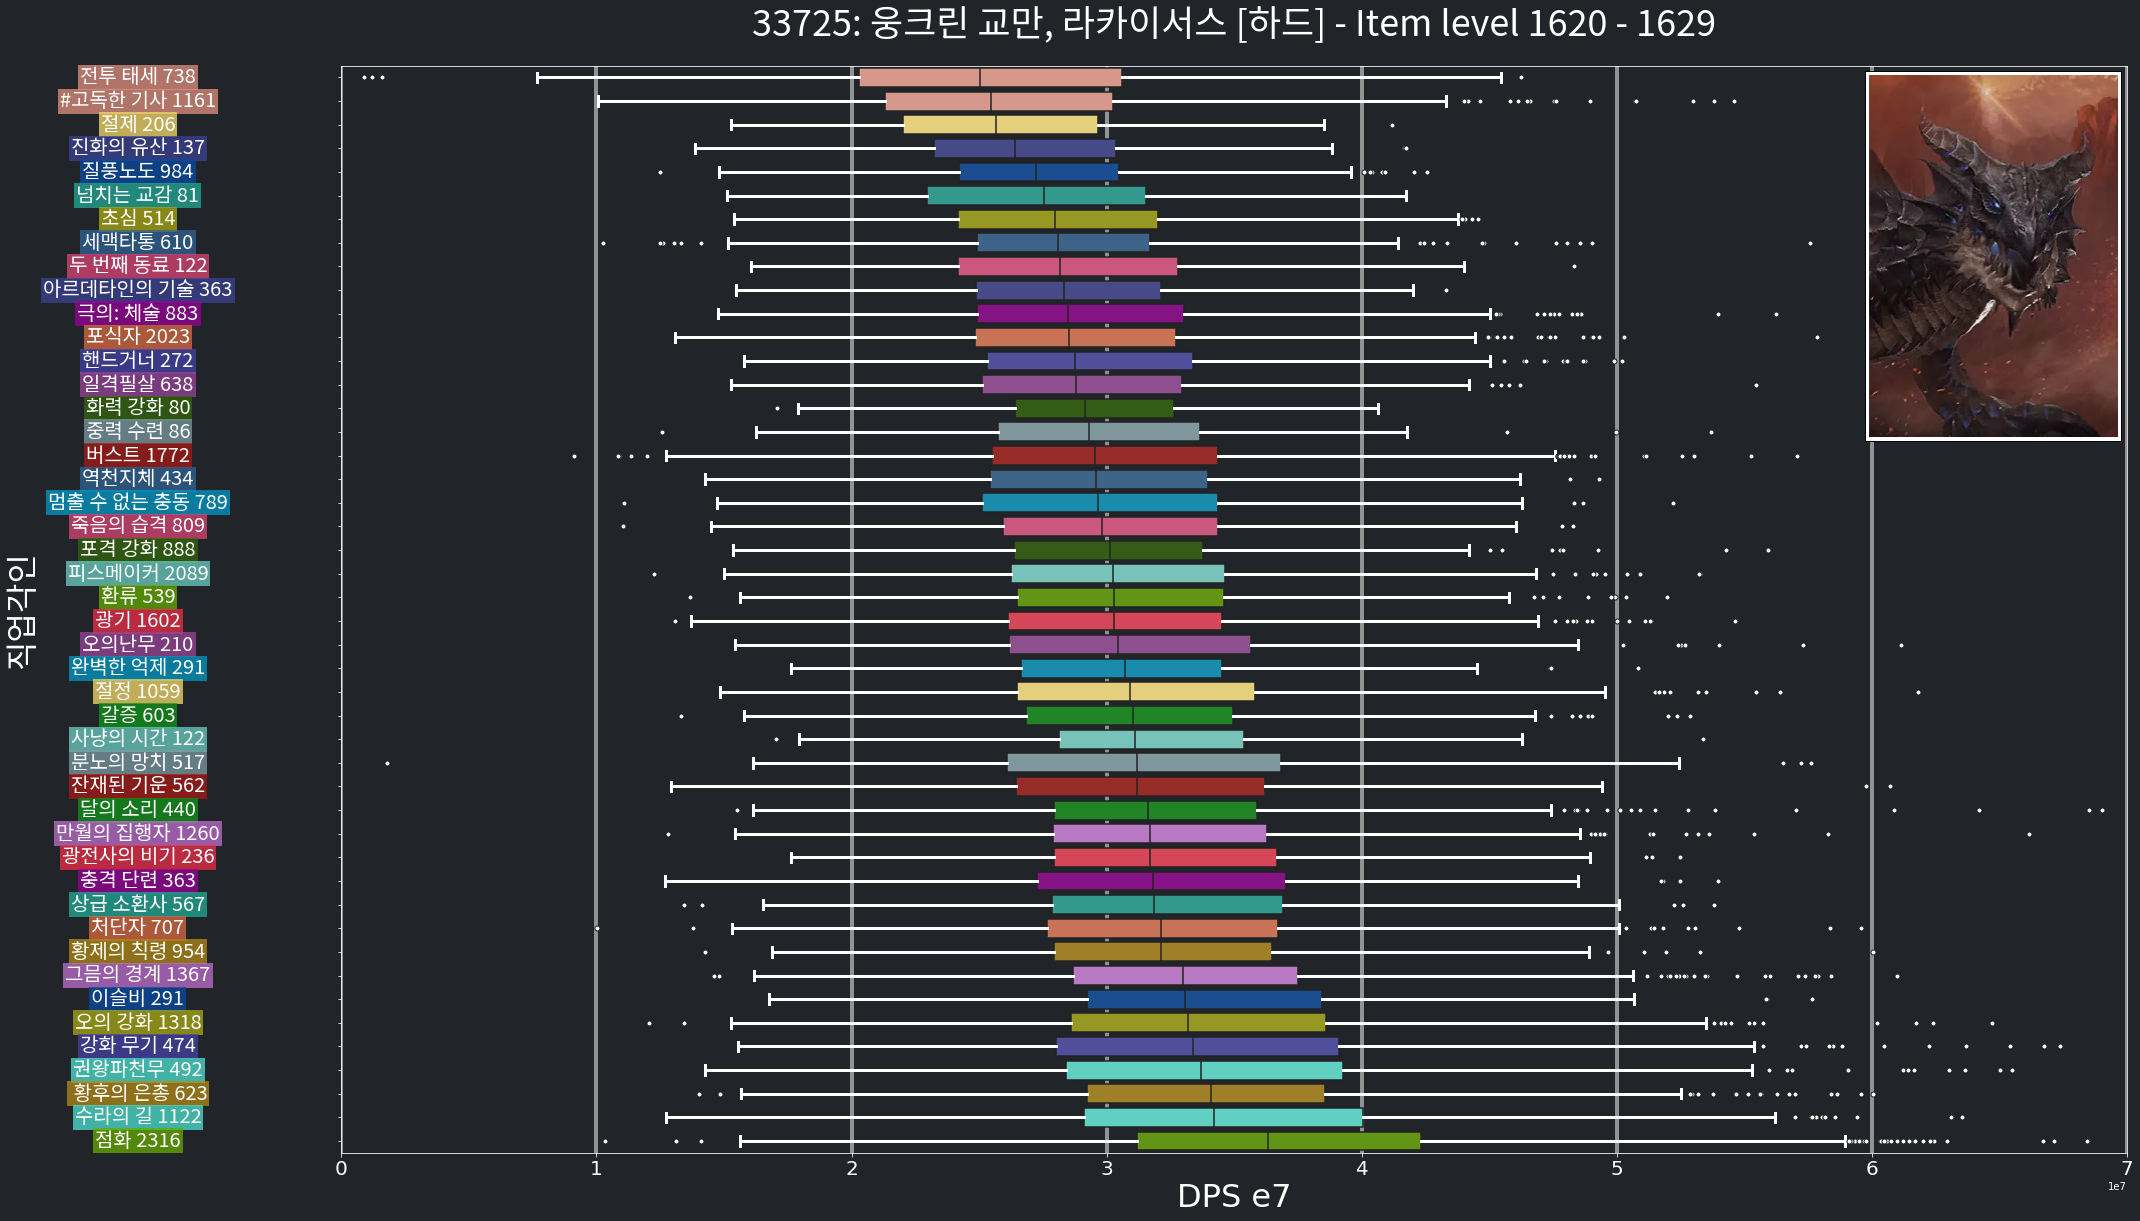 33725: 웅크린 교만, 라카이서스 [하드] - Item level 1620 - 1629
직업각인
전투 태세 738
#고독한 기사 1161
절제 206
진화의 유산 137
질풍노도 984
넘치는 교감 81
초심 514
세맥타통 610
두 번째 동료 122
아르데타인의 기술 363
극의: 체술 883
포식자 2023
핸드거너 272
일격필살 638
화력 강화 80
중력 수련 86
버스트 1772
역천지체 434
멈출 수 없는 충동 789
죽음의 습격 809
포격 강화 888
피스메이커 2089
환류 539
광기 1602
오의난무 210
완벽한 억제 291
절정 1059
갈증 603
사냥의 시간 122
분노의 망치 517
잔재된 기운 562
달의 소리 440
만월의 집행자 1260
광전사의 비기 236
충격 단련 363
상급 소환사 567
처단자 707
황제의 칙령 954
그믐의 경계 1367
이슬비 291
오의 강화 1318
강화 무기 474
권왕파천무 492
황후의 은총 623
수라의 길 1122
점화 2316
0 1 2 3 4 5 6 7
DPS e7
1e7